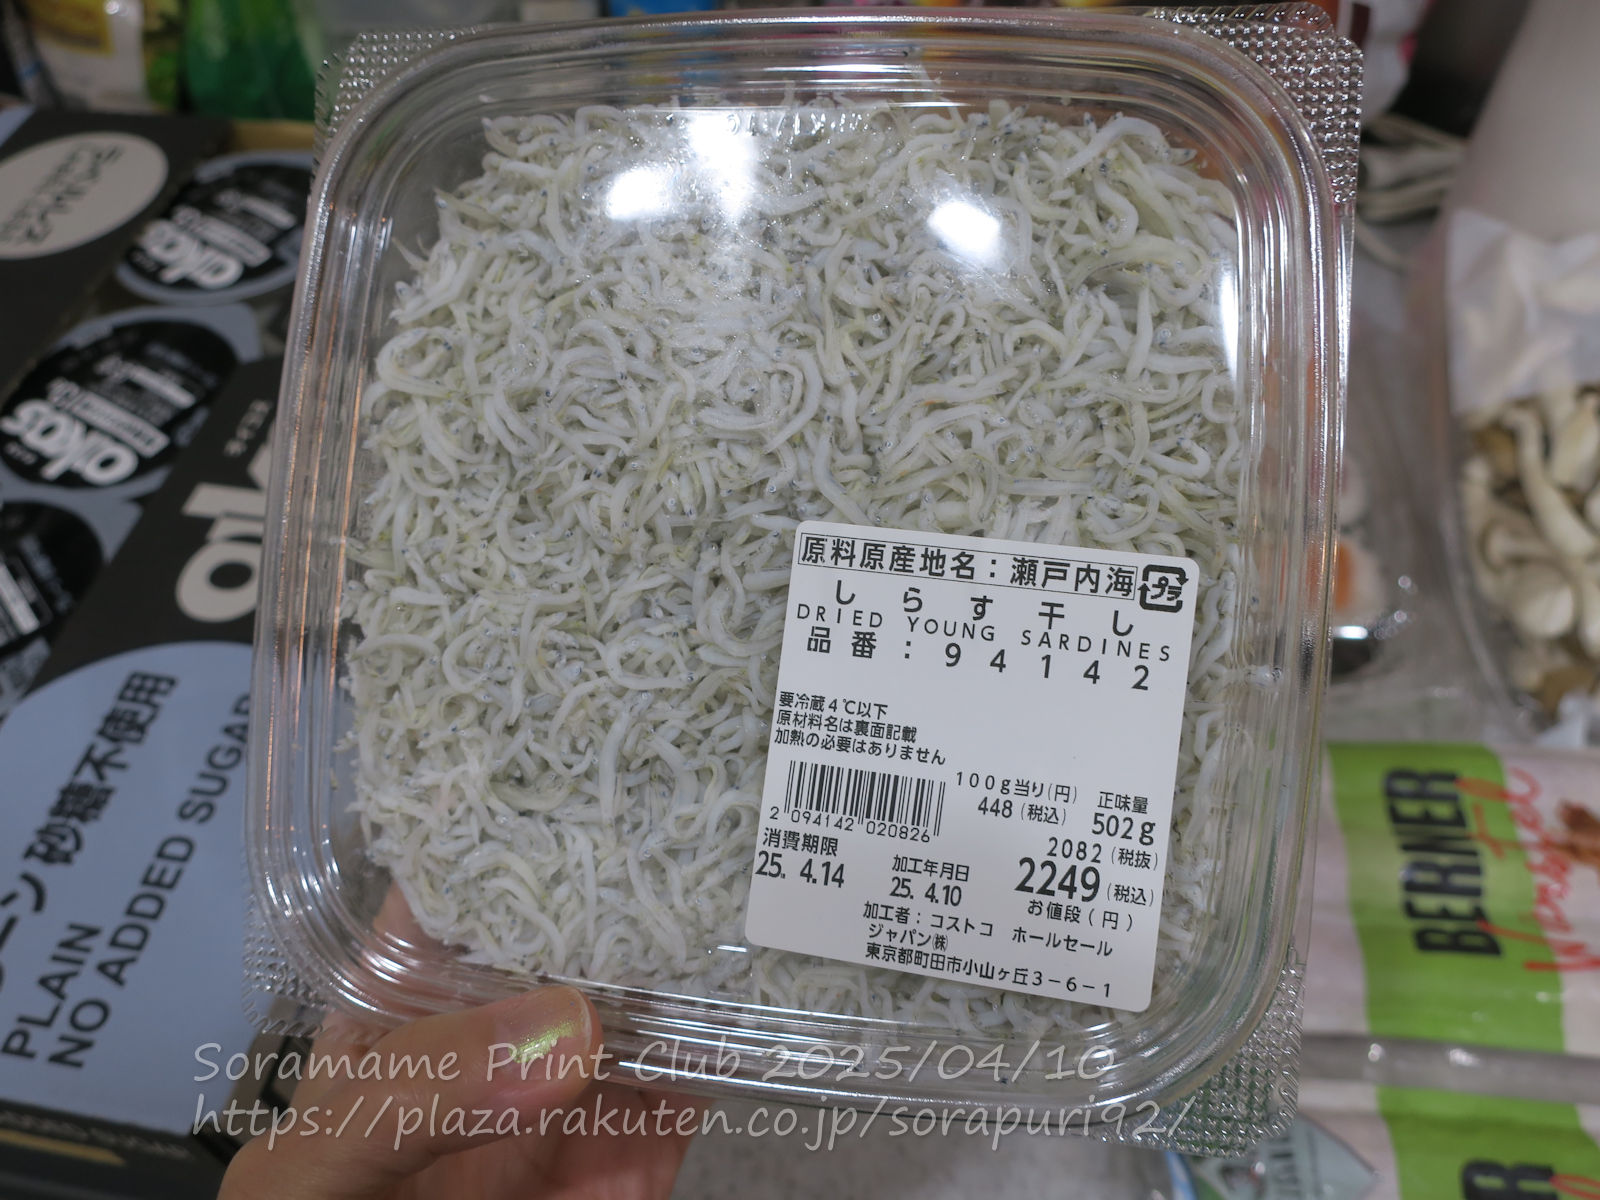 原料原産地名：瀬戸内海
プラ
しらす干し
DRIED YOUNG SARDINES
品番：94142
要冷蔵4℃以下
原材料名は裏面記載
加熱の必要はありません
100g当り(円)
448(税込)
正味量
502g
2 094142 020826
2082(税抜)
2249(税込)
お値段(円)
消費期限
25. 4.14
加工年月日
25. 4.10
加工者：コストコ ホールセール
ジャパン㈱
東京都町田市小山ヶ丘3-6-1
oikos
oikos
砂糖不使用
PLAIN
NO ADDED SUGAR
BERNER
BERNER
Soramame Print Club 2025/04/10
https://plaza.rakuten.co.jp/sorapuri92/